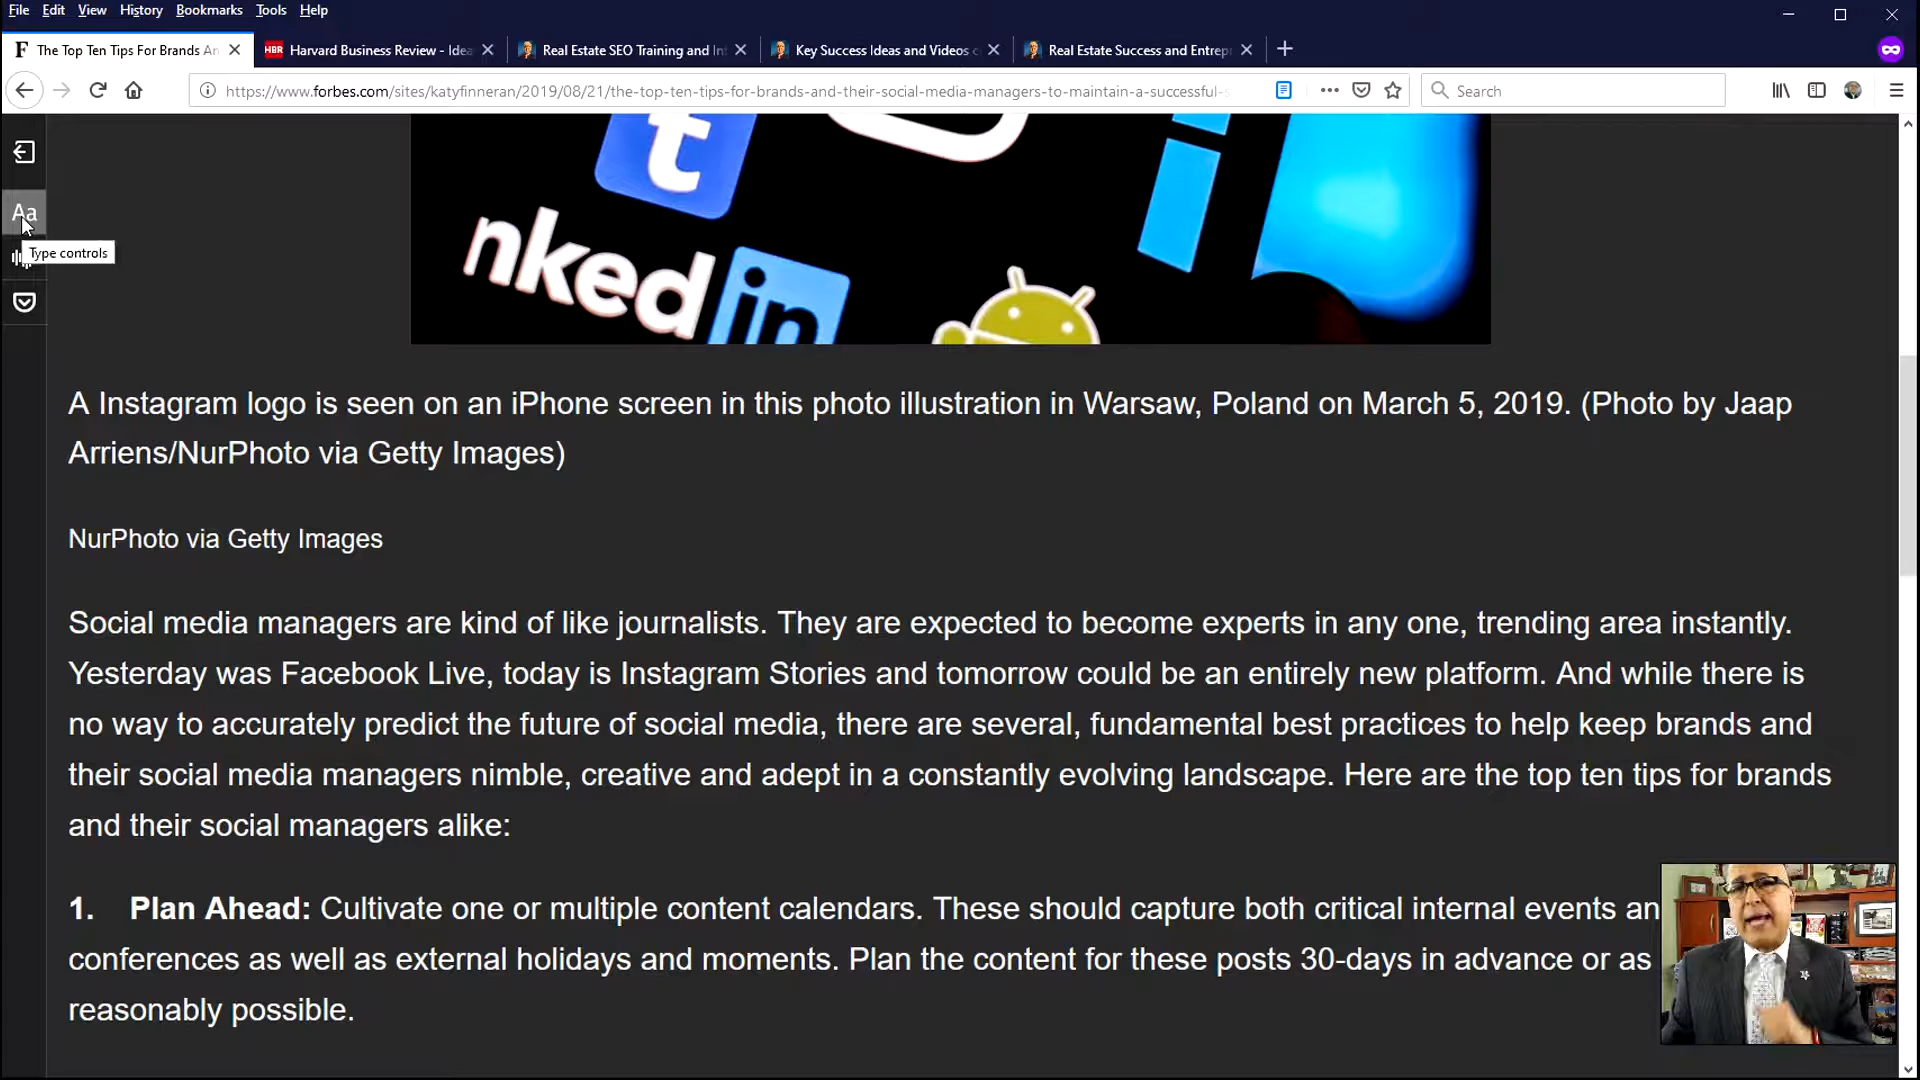 File Edit View History Bookmarks Tools Help
F The Top Ten Tips For Brands An
HBR Harvard Business Review - Idea
Real Estate SEO Training and Int
Key Success Ideas and Videos
Real Estate Success and Entrep
https://www.forbes.com/sites/katyfinneran/2019/08/21/the-top-ten-tips-for-brands-and-their-social-media-managers-to-maintain-a-successful-s
Search
Aa
Type controls
t
nkedin
A Instagram logo is seen on an iPhone screen in this photo illustration in Warsaw, Poland on March 5, 2019. (Photo by Jaap
Arriens/NurPhoto via Getty Images)
NurPhoto via Getty Images
Social media managers are kind of like journalists. They are expected to become experts in any one, trending area instantly.
Yesterday was Facebook Live, today is Instagram Stories and tomorrow could be an entirely new platform. And while there is
no way to accurately predict the future of social media, there are several, fundamental best practices to help keep brands and
their social media managers nimble, creative and adept in a constantly evolving landscape. Here are the top ten tips for brands
and their social managers alike:
1. Plan Ahead: Cultivate one or multiple content calendars. These should capture both critical internal events an
conferences as well as external holidays and moments. Plan the content for these posts 30-days in advance or as
reasonably possible.